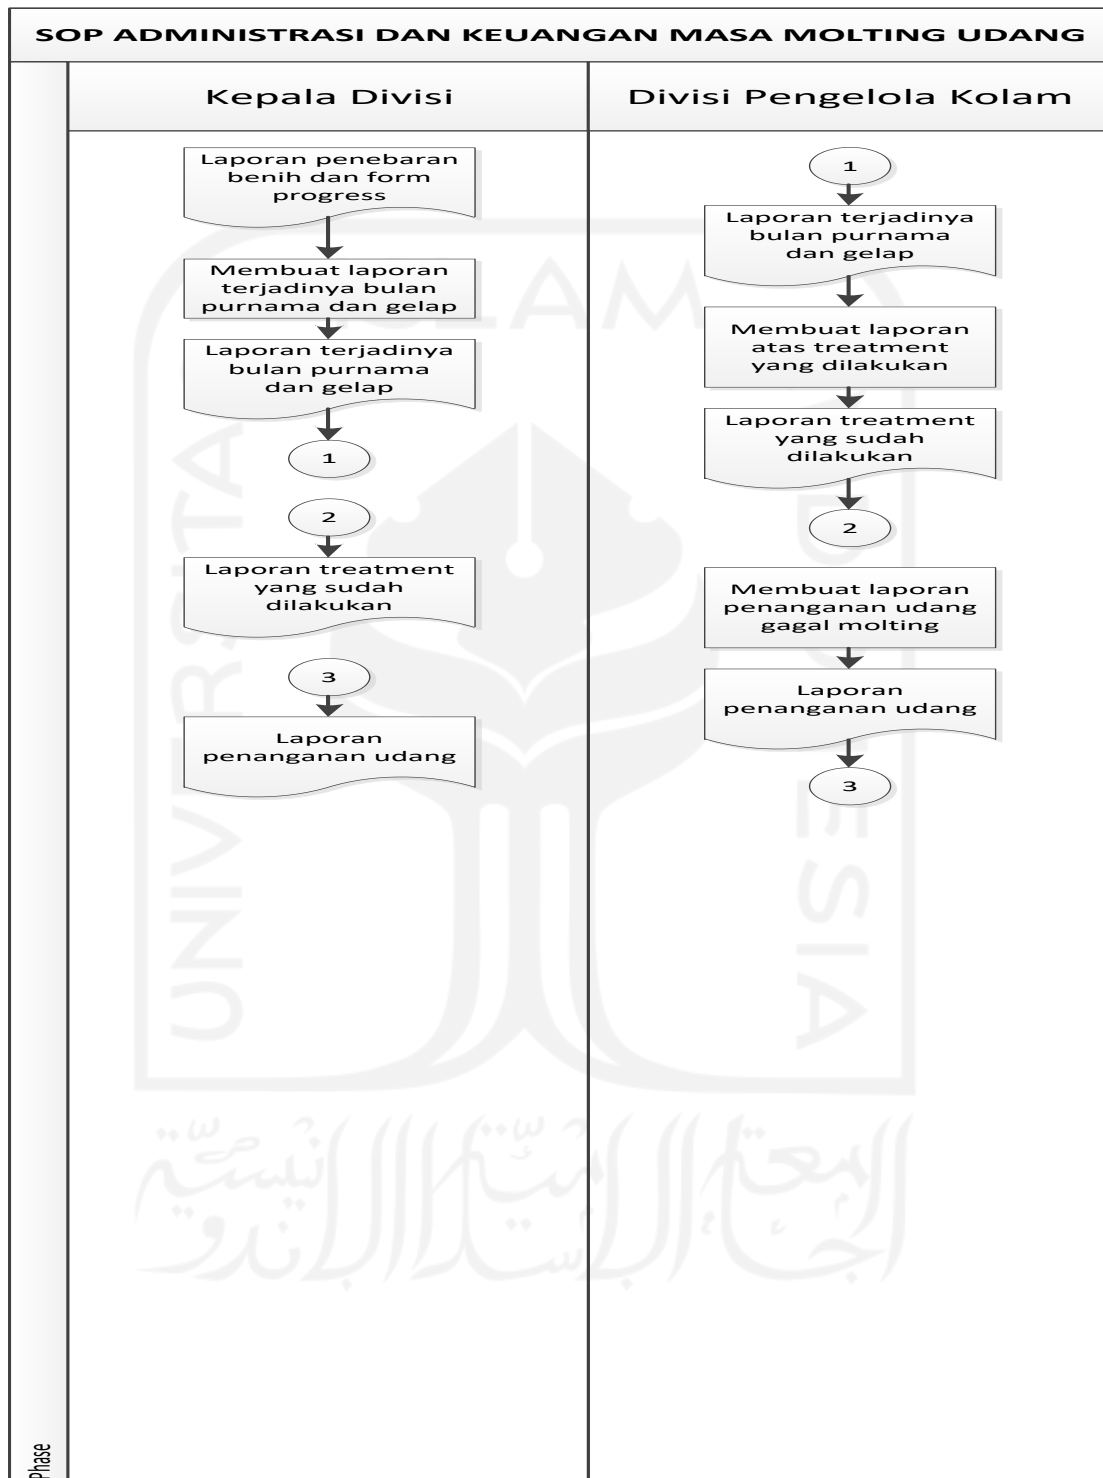 SOP ADMINISTRASI DAN KEUANGAN MASA MOLTING UDANG
Kepala Divisi
Laporan penebaran
benih dan form
progress
Membuat laporan
terjadinya bulan
purnama dan gelap
Laporan terjadinya
bulan purnama
dan gelap
1
2
Laporan treatment
yang sudah
dilakukan
3
Laporan
penanganan udang
Divisi Pengelola Kolam
1
Laporan terjadinya
bulan purnama
dan gelap
Membuat laporan
atas treatment
yang dilakukan
Laporan treatment
yang sudah
dilakukan
2
Membuat laporan
penanganan udang
gagal molting
Laporan
penanganan udang
3
Phase